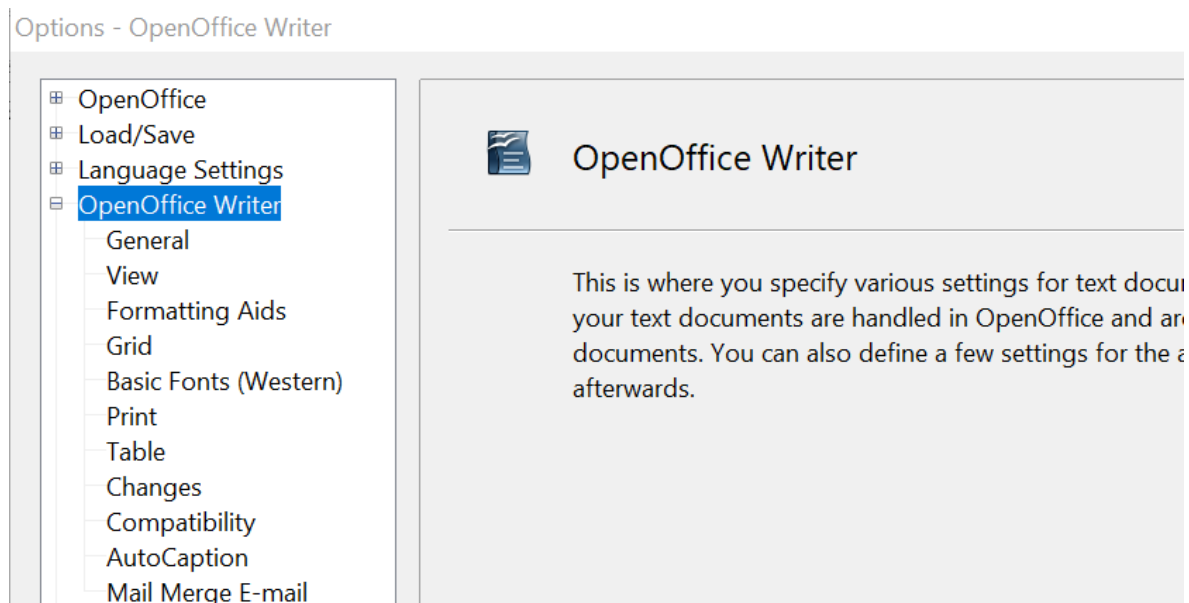 Options - OpenOffice Writer
OpenOffice
Load/Save
Language Settings
OpenOffice Writer
General
View
Formatting Aids
Grid
Basic Fonts (Western)
Print
Table
Changes
Compatibility
AutoCaption
Mail Merge E-mail
OpenOffice Writer
This is where you specify various settings for text
your text documents are handled in OpenOffice and
documents. You can also define a few settings for the
afterwards.